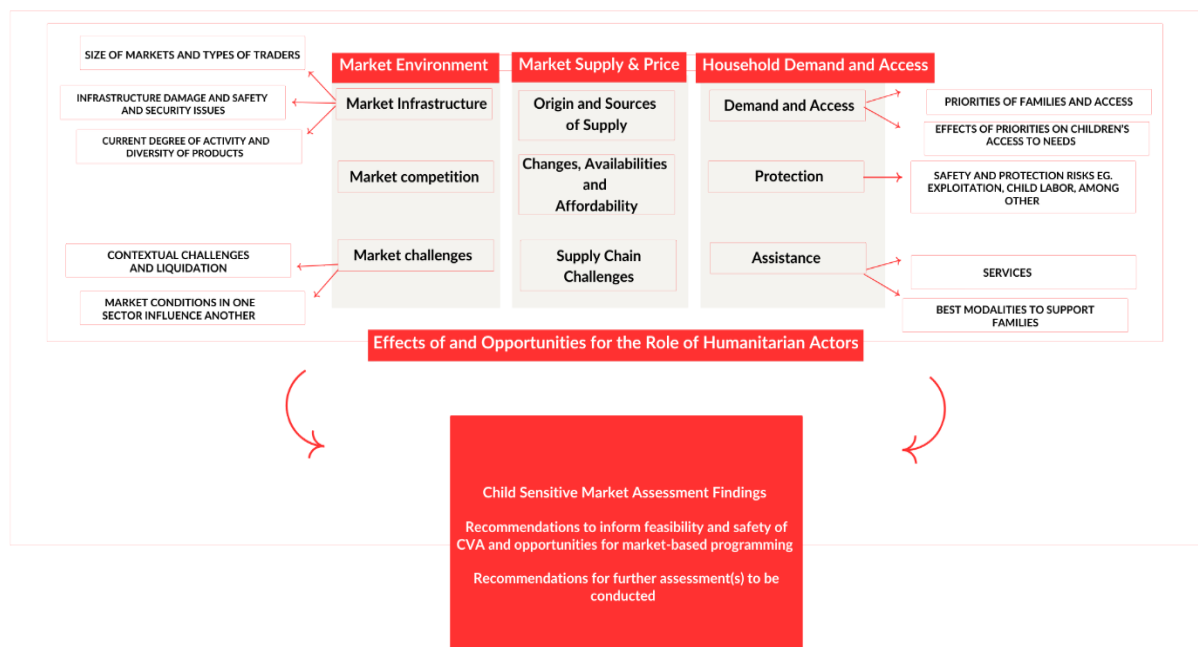 SIZE OF MARKETS AND TYPES OF TRADERS
INFRASTRUCTURE DAMAGE AND SAFETY
AND SECURITY ISSUES
CURRENT DEGREE OF ACTIVITY AND
DIVERSITY OF PRODUCTS
CONTEXTUAL CHALLENGES
AND LIQUIDATION
MARKET CONDITIONS IN ONE
SECTOR INFLUENCE ANOTHER
Market Environment
Market Infrastructure
Market competition
Market challenges
Market Supply & Price
Origin and Sources
of Supply
Changes, Availabilities
and
Affordability
Supply Chain
Challenges
Household Demand and Access
Demand and Access
Protection
Assistance
PRIORITIES OF FAMILIES AND ACCESS
EFFECTS OF PRIORITIES ON CHILDREN'S
ACCESS TO NEEDS
SAFETY AND PROTECTION RISKS EG.
EXPLOITATION, CHILD LABOR, AMONG
OTHER
SERVICES
BEST MODALITIES TO SUPPORT
FAMILIES
Effects of and Opportunities for the Role of Humanitarian Actors
Child Sensitive Market Assessment Findings
Recommendations to inform feasibility and safety of
CVA and opportunities for market-based programming
Recommendations for further assessment(s) to be
conducted